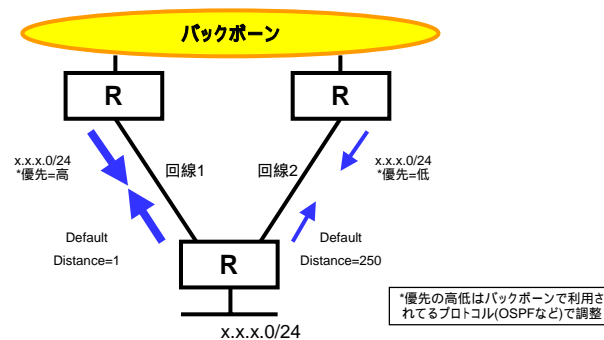 バックボーン
R
R
x.x.x.0/24
*優先=高
回線1
回線2
x.x.x.0/24
*優先=低
Default
Distance=1
R
Default
Distance=250
x.x.x.0/24
*優先の高低はバックボーンで利用さ
れてるプロトコル(OSPFなど)で調整